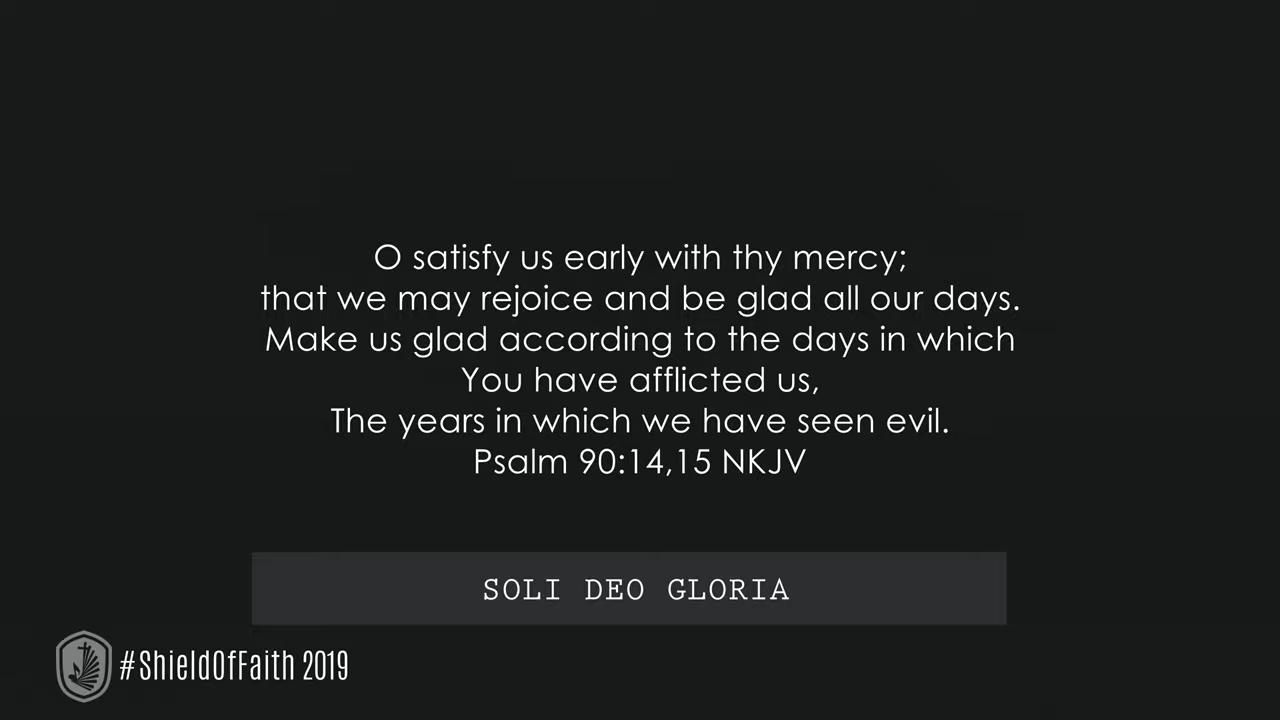 O satisfy us early with thy mercy;
that we may rejoice and be glad all our days.
Make us glad according to the days in which
You have afflicted us,
The years in which we have seen evil.
Psalm 90:14,15 NKJV
SOLI DEO GLORIA
#ShieldOfFaith 2019